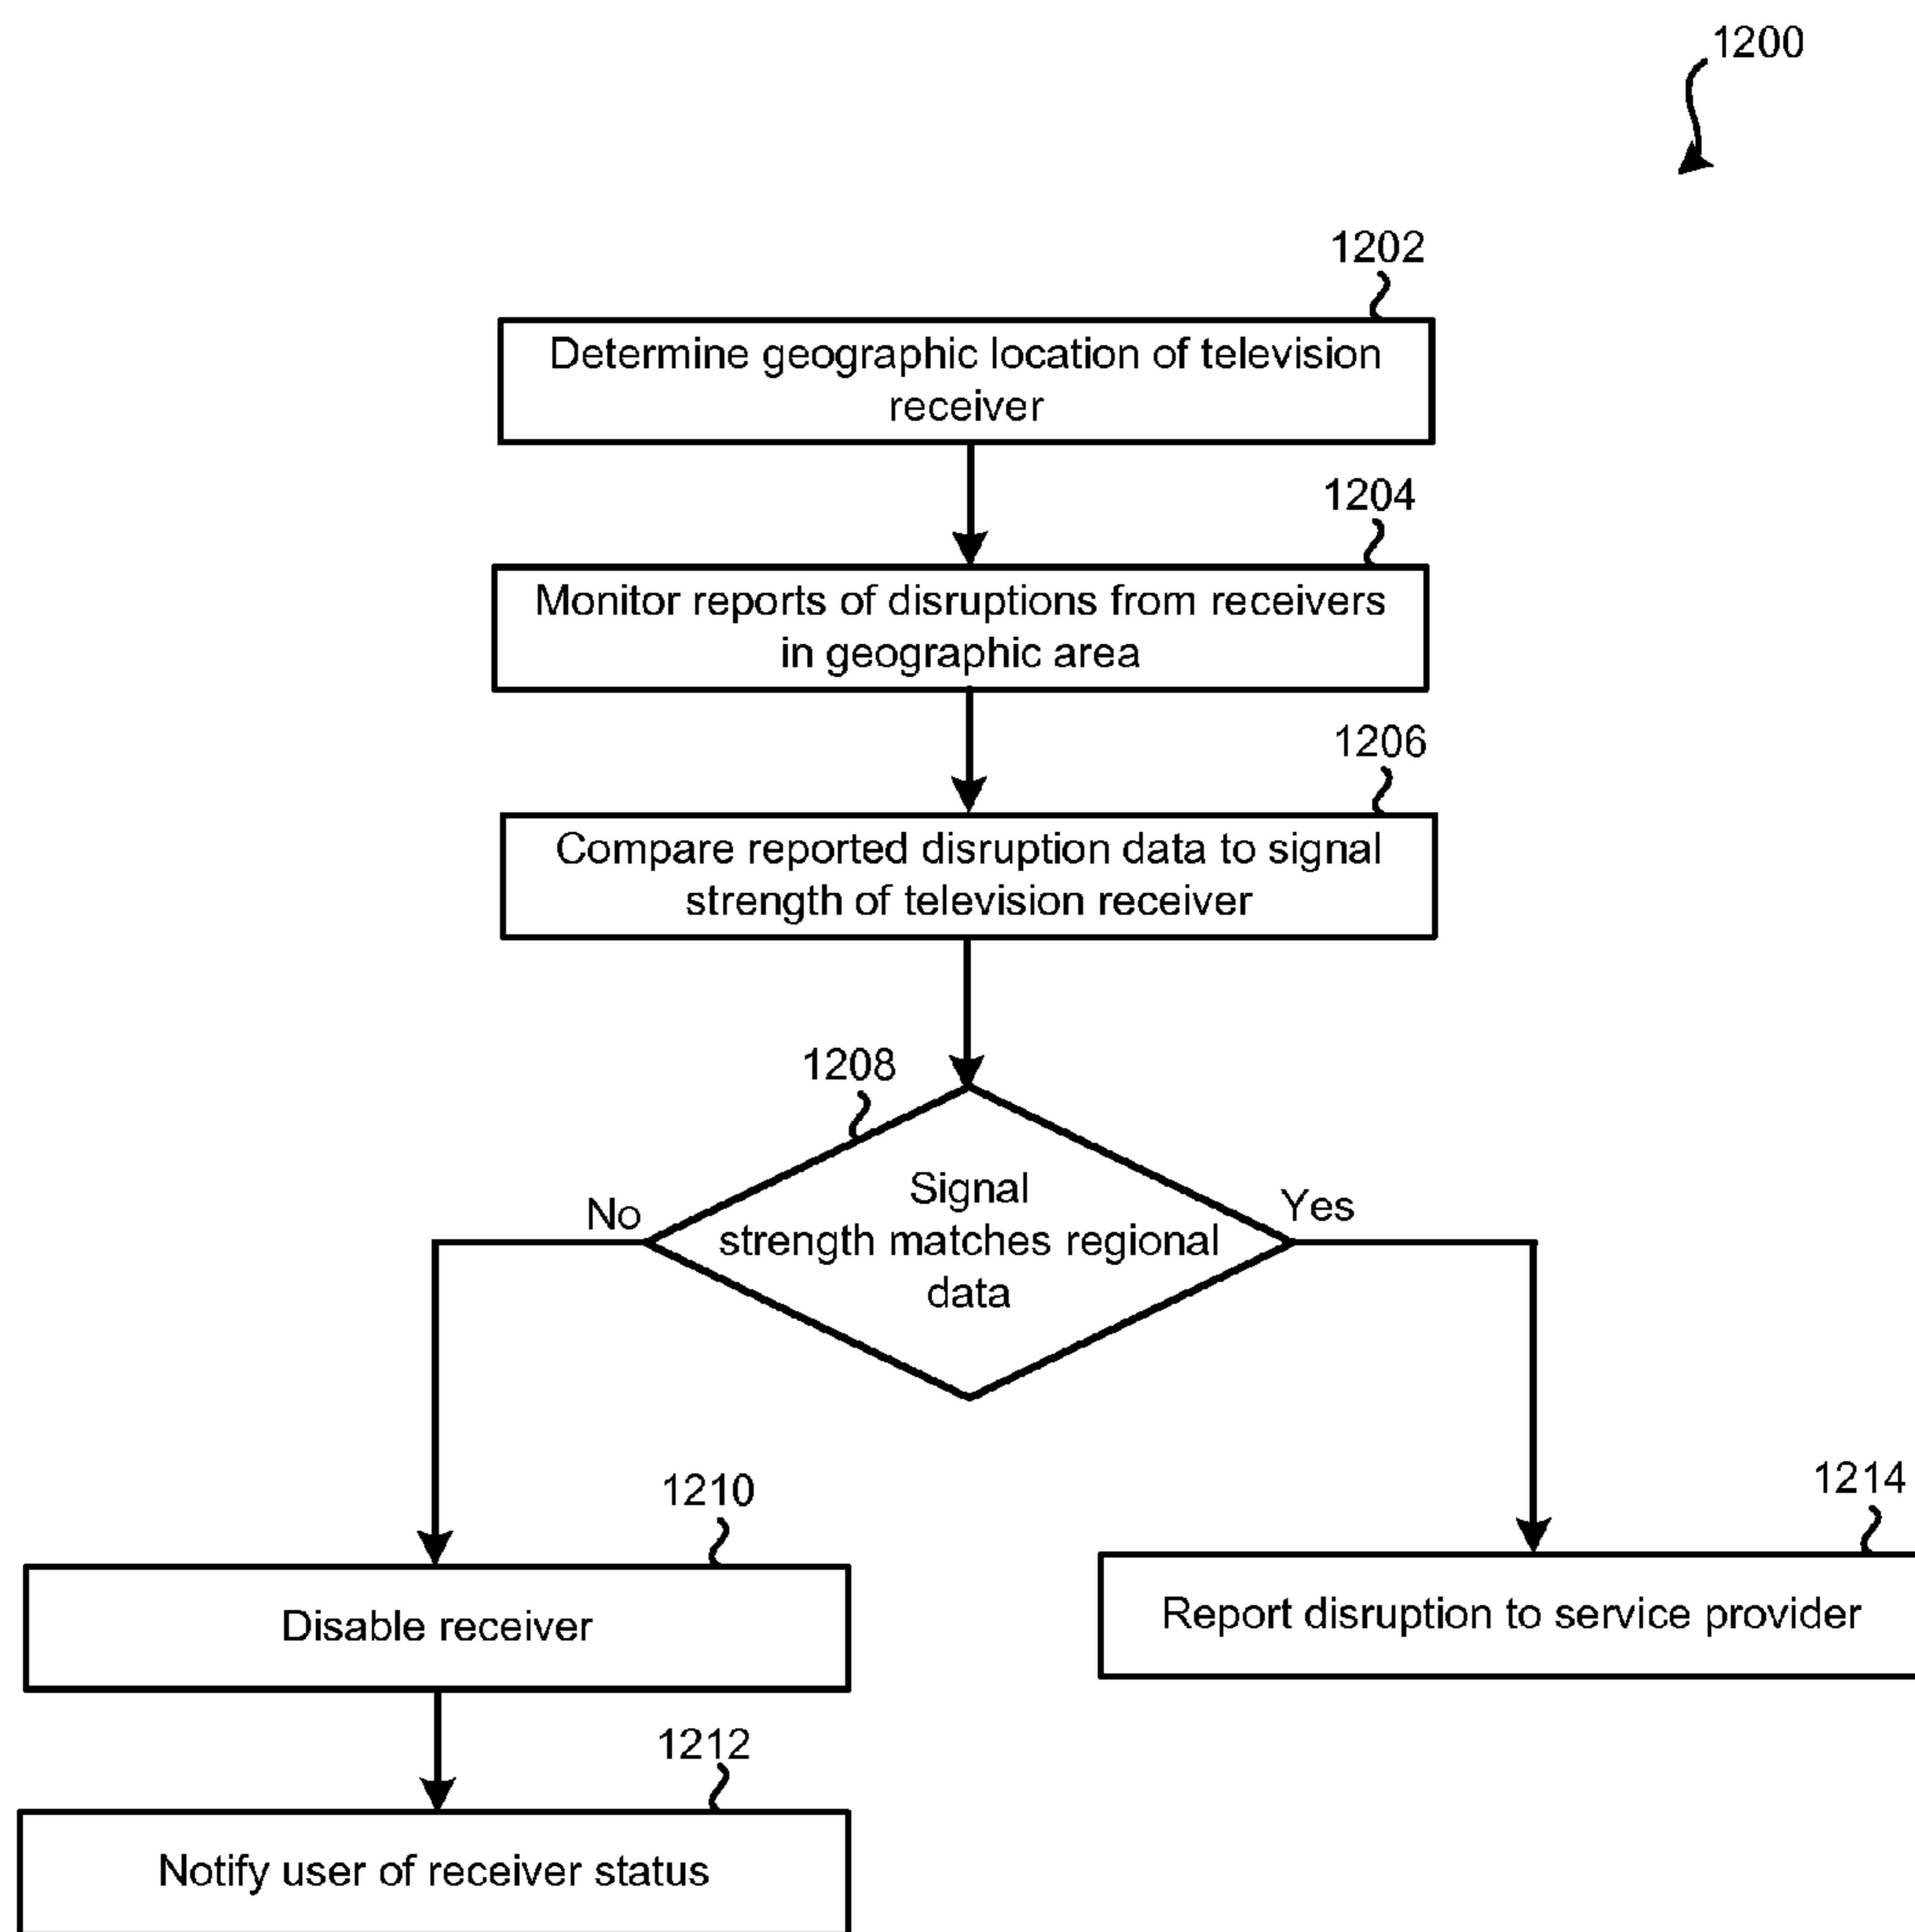 1200
1202
Determine geographic location of television
receiver
1204
Monitor reports of disruptions from receivers
in geographic area
1206
Compare reported disruption data to signal
strength of television receiver
1208
Signal
strength matches regional
data
No
Yes
1210
Disable receiver
1214
Report disruption to service provider
1212
Notify user of receiver status